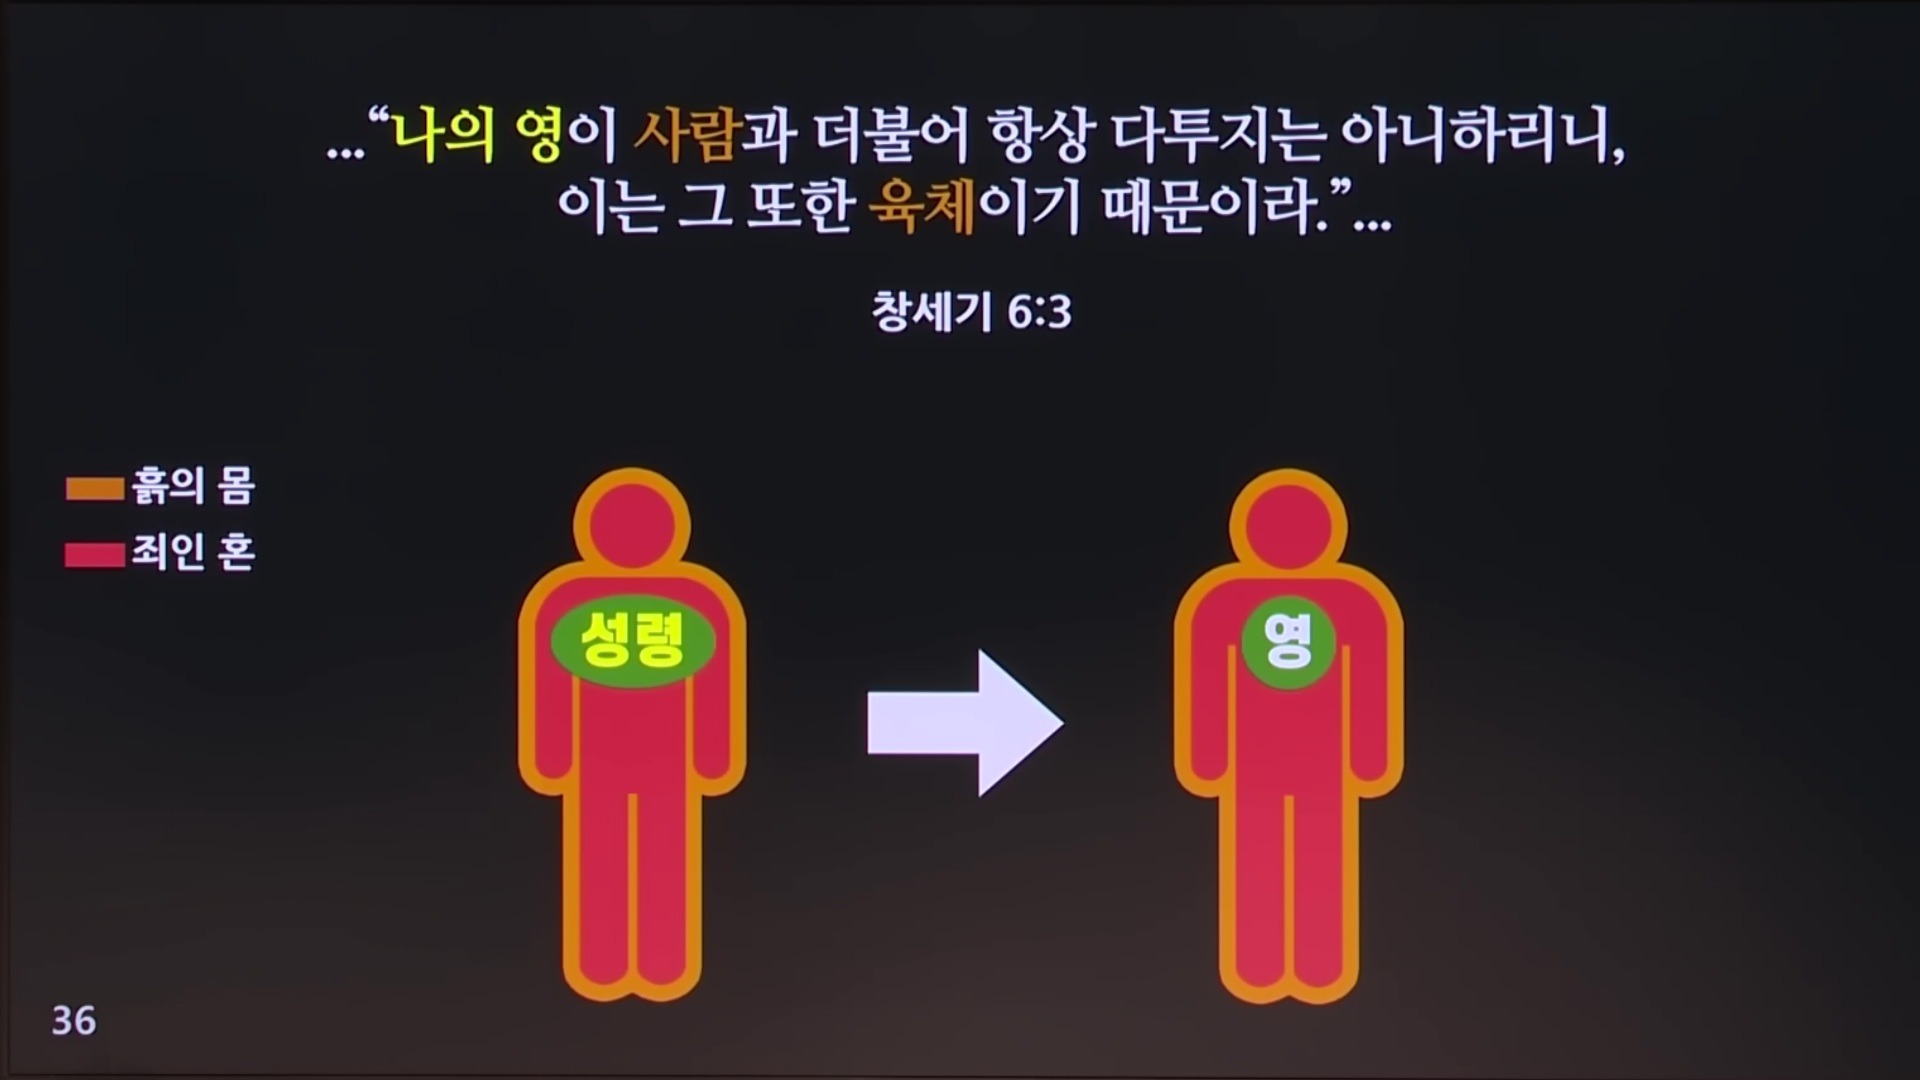 ..."나의 영이 사람과 더불어 항상 다투지는 아니하리니,
이는 그 또한 육체이기 때문이라."...
창세기 6:3
흙의 몸
죄인 혼
성령
영
36